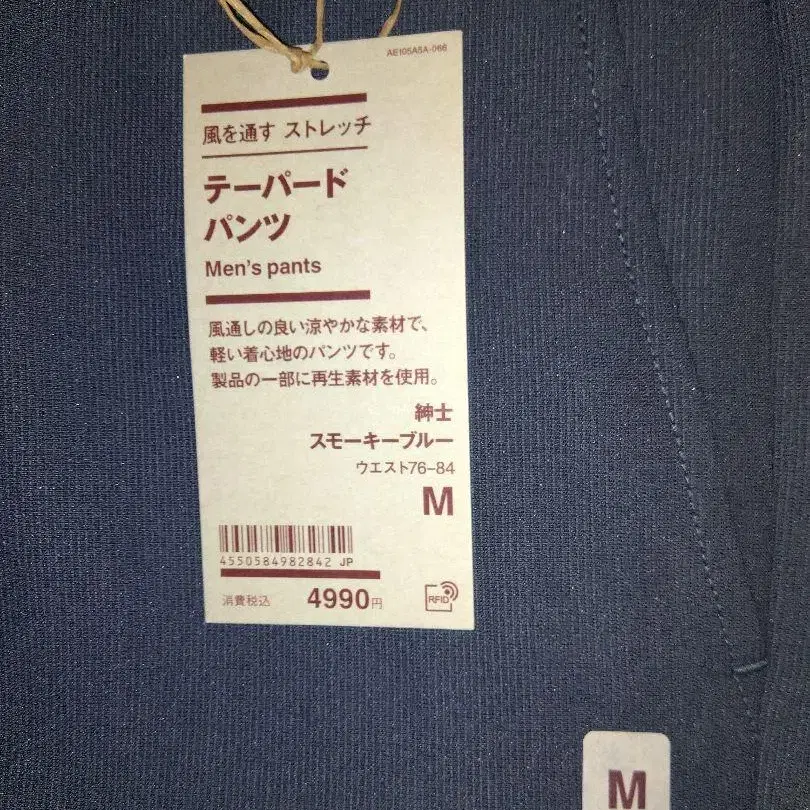 AE105A5A-066
風を通す ストレッチ
テーパード
パンツ
Men's pants
風通しの良い涼やかな素材で、
軽い着心地のパンツです。
製品の一部に再生素材を使用。
紳士
スモーキーブルー
ウエスト76-84
M
4550584982842 JP
消費税込 4990円
RFID
M